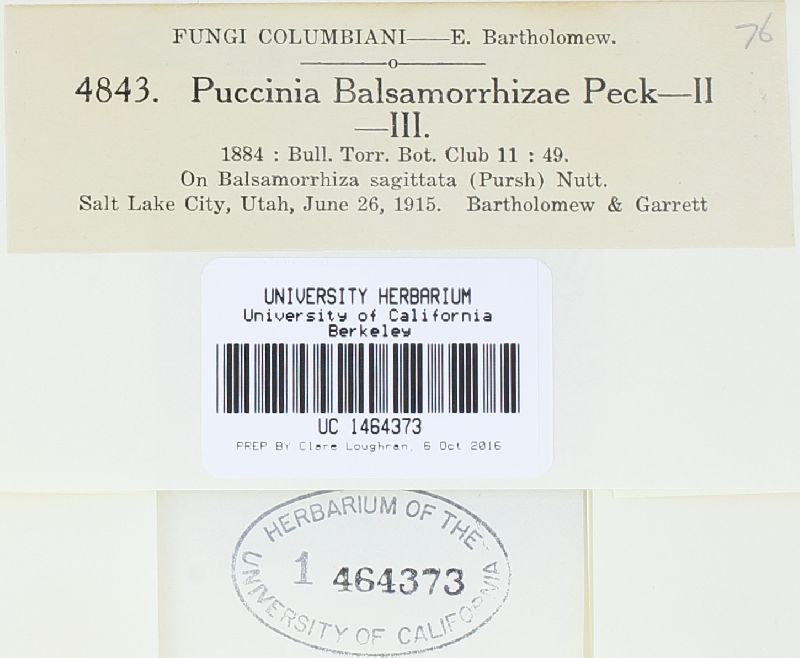 76
FUNGI COLUMBIANI——E. Bartholomew.
o
4843. Puccinia Balsamorrhizae Peck—II
—III.
1884 : Bull. Torr. Bot. Club 11 : 49.
On Balsamorrhiza sagittata (Pursh) Nutt.
Salt Lake City, Utah, June 26, 1915. Bartholomew & Garrett
UNIVERSITY HERBARIUM
University of California
Berkeley
UC 1464373
PREP BY Clare Loughran, 6 Oct 2016
HERBARIUM OF THE
1 464373
UNIVERSITY OF CALIFORNIA